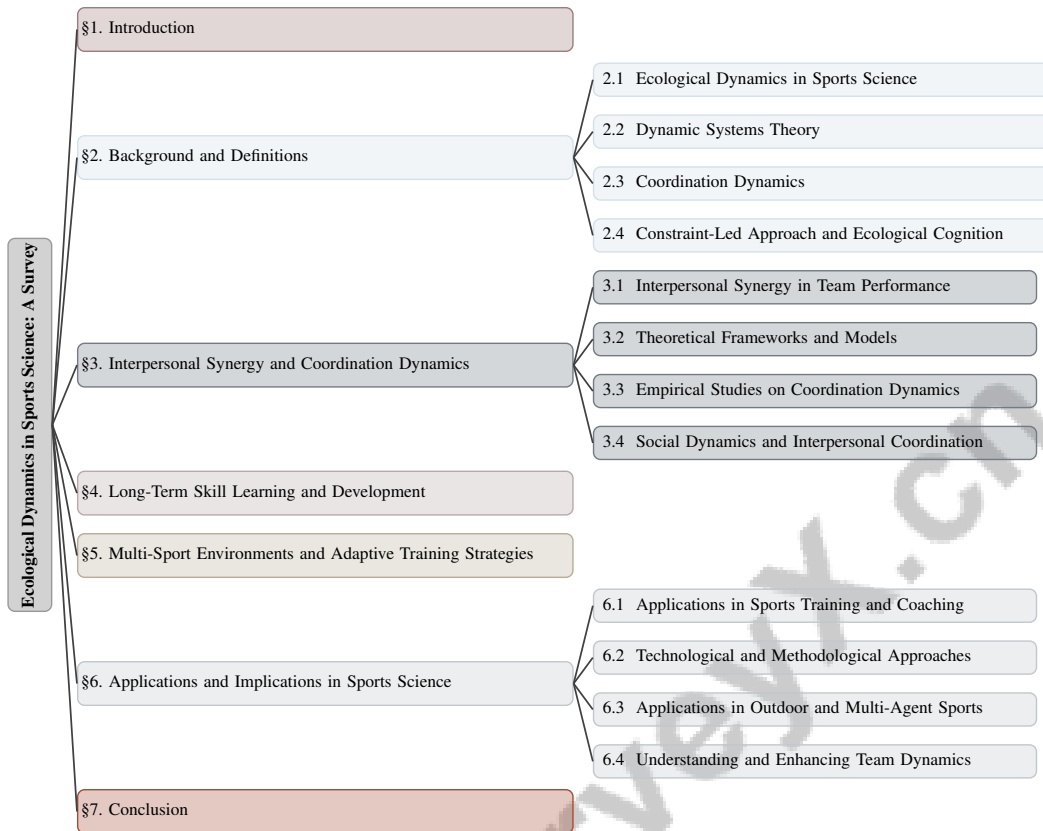 Ecological Dynamics in Sports Science: A Survey
§1. Introduction
§2. Background and Definitions
2.1 Ecological Dynamics in Sports Science
2.2 Dynamic Systems Theory
2.3 Coordination Dynamics
2.4 Constraint-Led Approach and Ecological Cognition
§3. Interpersonal Synergy and Coordination Dynamics
3.1 Interpersonal Synergy in Team Performance
3.2 Theoretical Frameworks and Models
3.3 Empirical Studies on Coordination Dynamics
3.4 Social Dynamics and Interpersonal Coordination
§4. Long-Term Skill Learning and Development
§5. Multi-Sport Environments and Adaptive Training Strategies
§6. Applications and Implications in Sports Science
6.1 Applications in Sports Training and Coaching
6.2 Technological and Methodological Approaches
6.3 Applications in Outdoor and Multi-Agent Sports
6.4 Understanding and Enhancing Team Dynamics
§7. Conclusion
veyx.cn